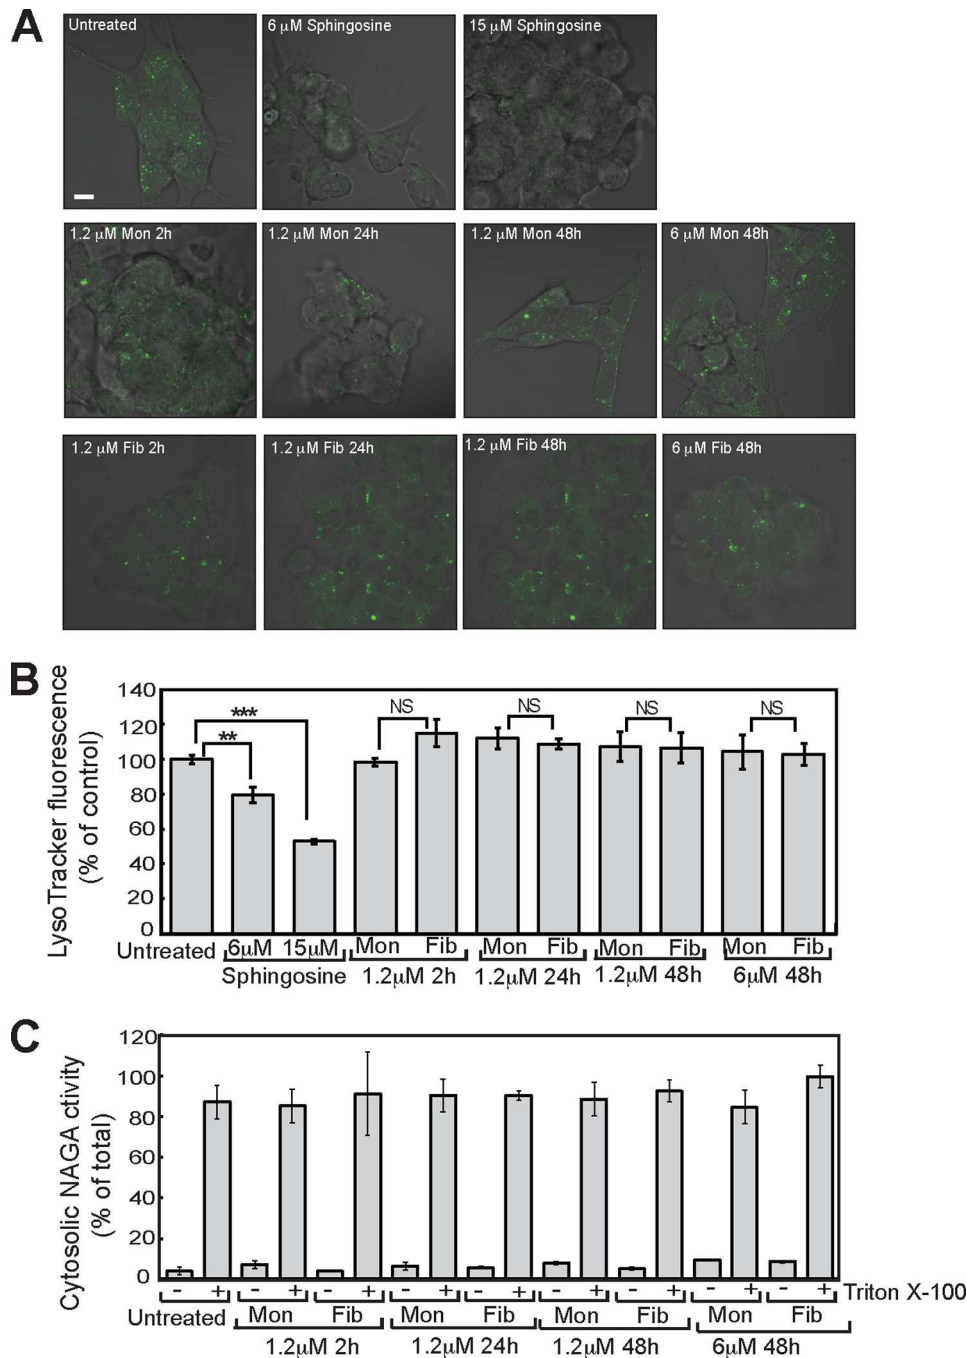 A
Untreated
6 μM Sphingosine
15 μM Sphingosine
1.2 μM Mon 2h
1.2 μM Mon 24h
1.2 μM Mon 48h
6 μM Mon 48h
1.2 μM Fib 2h
1.2 μM Fib 24h
1.2 μM Fib 48h
6 μM Fib 48h
B
LysoTracker fluorescence
(% of control)
140
120
100
80
60
40
20
0
***
**
NS
NS
NS
NS
Untreated
6μM 15μM Mon Fib Mon Fib Mon Fib Mon Fib
Sphingosine 1.2μM 2h 1.2μM 24h 1.2μM 48h 6μM 48h
C
Cytosolic NAGA ctivity
(% of total)
120
100
80
60
40
20
0
- + - + - + - + - + - + - + - + - + Triton X-100
Untreated Mon Fib Mon Fib Mon Fib Mon Fib
1.2μM 2h 1.2μM 24h 1.2μM 48h 6μM 48h